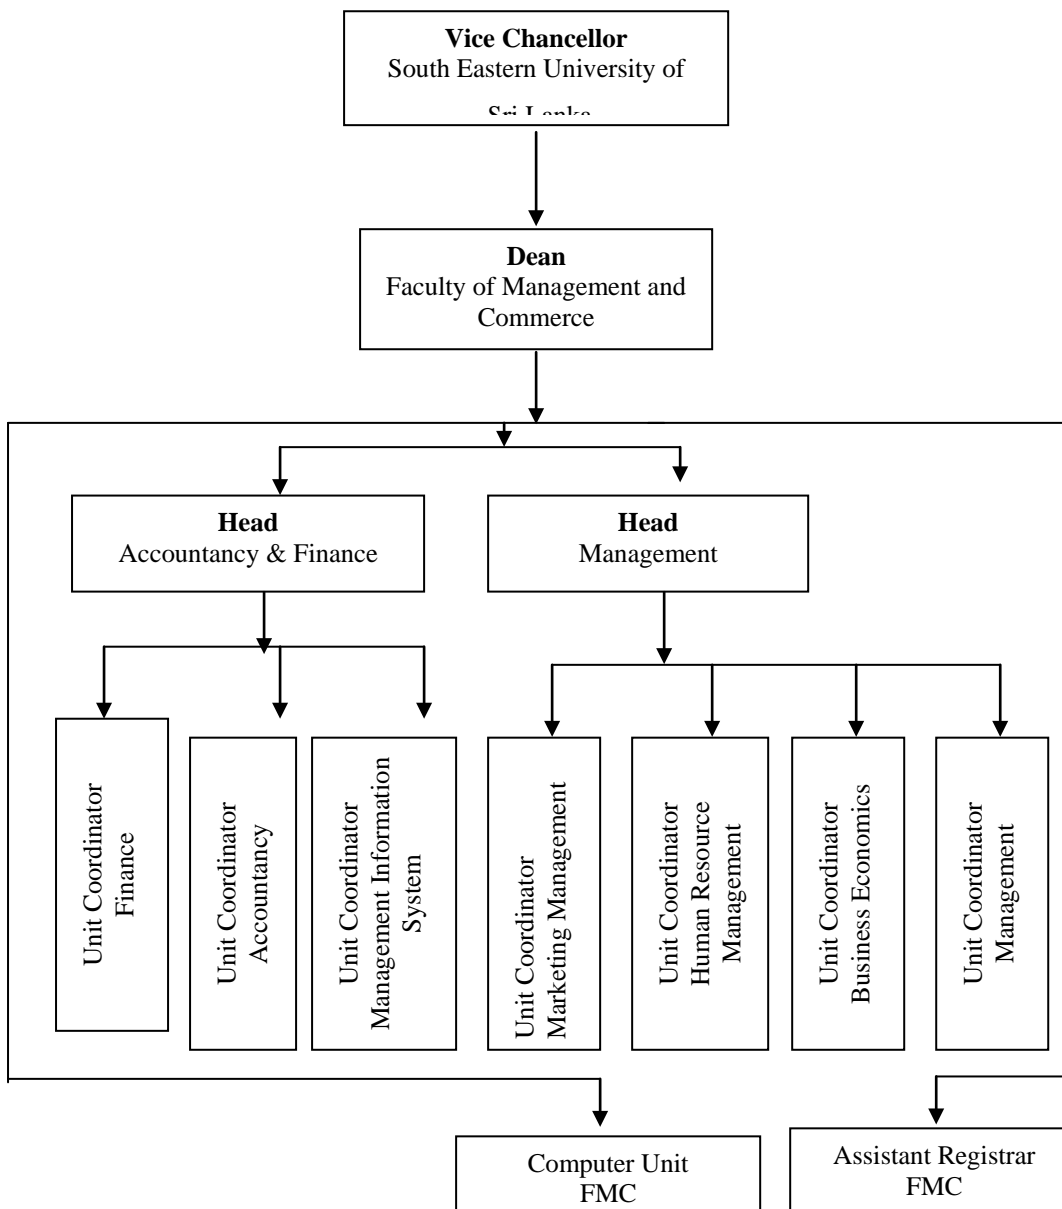 Vice Chancellor
South Eastern University of
Sri Lanka
Dean
Faculty of Management and
Commerce
Head
Accountancy & Finance
Head
Management
Unit Coordinator
Finance
Unit Coordinator
Accountancy
Unit Coordinator
Management Information
System
Unit Coordinator
Marketing Management
Unit Coordinator
Human Resource
Management
Unit Coordinator
Business Economics
Unit Coordinator
Management
Computer Unit
FMC
Assistant Registrar
FMC